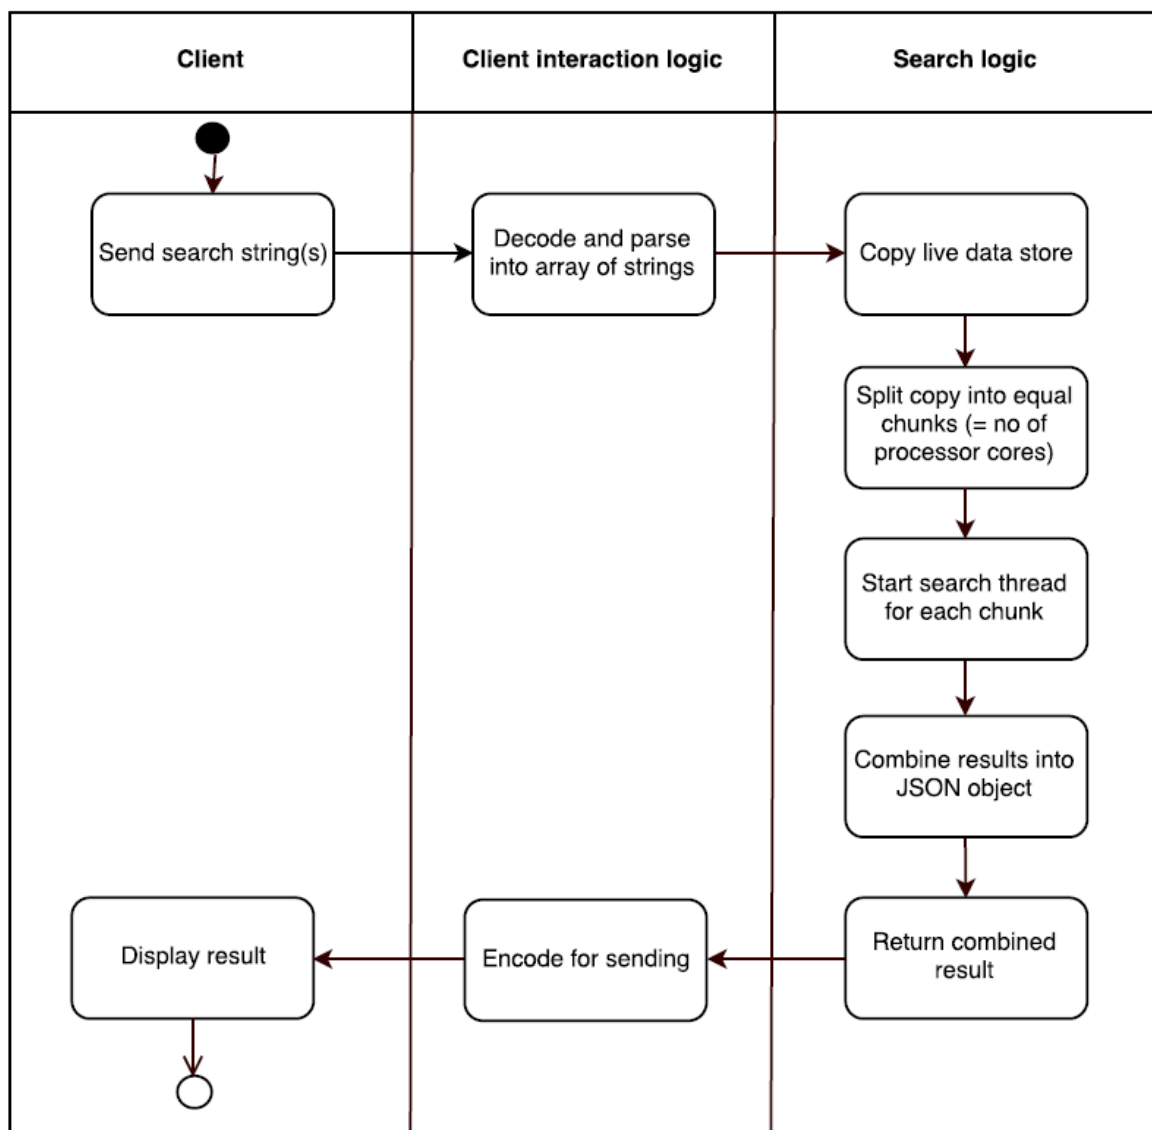 Client
Client interaction logic
Search logic
Send search string(s)
Decode and parse
into array of strings
Copy live data store
Split copy into equal
chunks (= no of
processor cores)
Start search thread
for each chunk
Combine results into
JSON object
Return combined
result
Encode for sending
Display result